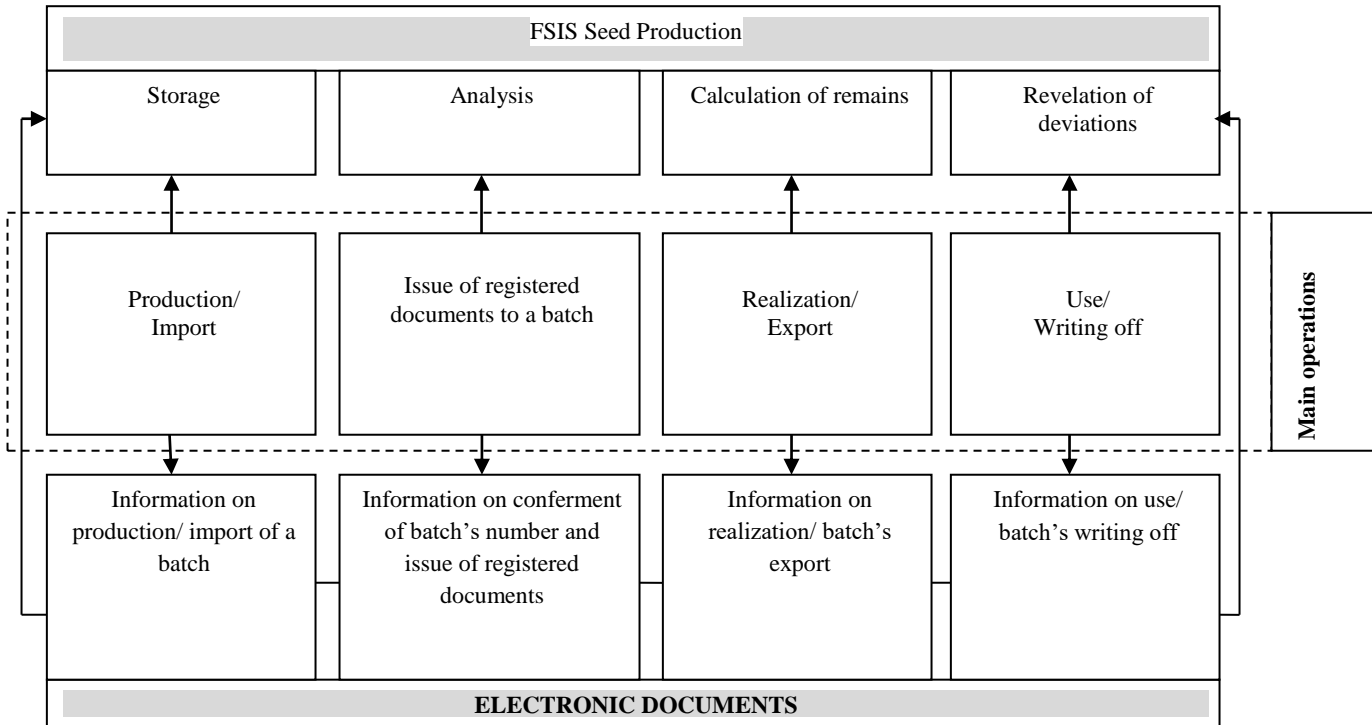 FSIS Seed Production
Storage
Analysis
Calculation of remains
Revelation of
deviations
Production/
Import
Issue of registered
documents to a batch
Realization/
Export
Use/
Writing off
Main operations
Information on
production/ import of a
batch
Information on conferment
of batch’s number and
issue of registered
documents
Information on
realization/ batch’s
export
Information on use/
batch’s writing off
ELECTRONIC DOCUMENTS